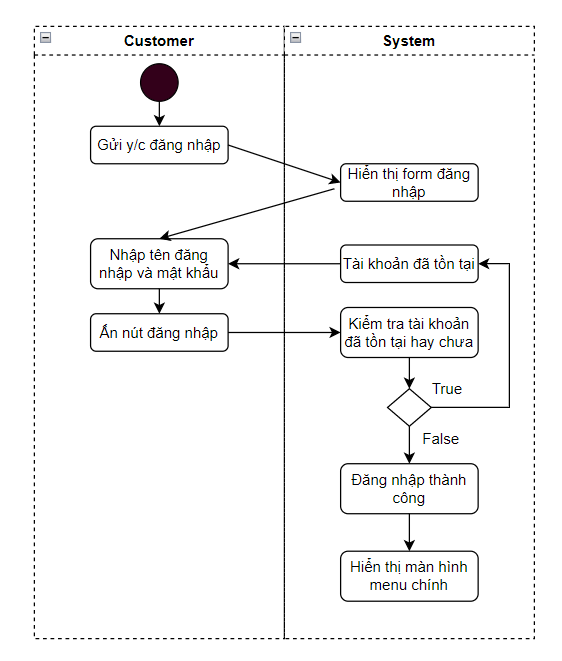 Customer
System
Gửi y/c đăng nhập
Hiển thị form đăng
nhập
Nhập tên đăng
nhập và mật khẩu
Tài khoản đã tồn tại
Ấn nút đăng nhập
Kiểm tra tài khoản
đã tồn tại hay chưa
True
False
Đăng nhập thành
công
Hiển thị màn hình
menu chính